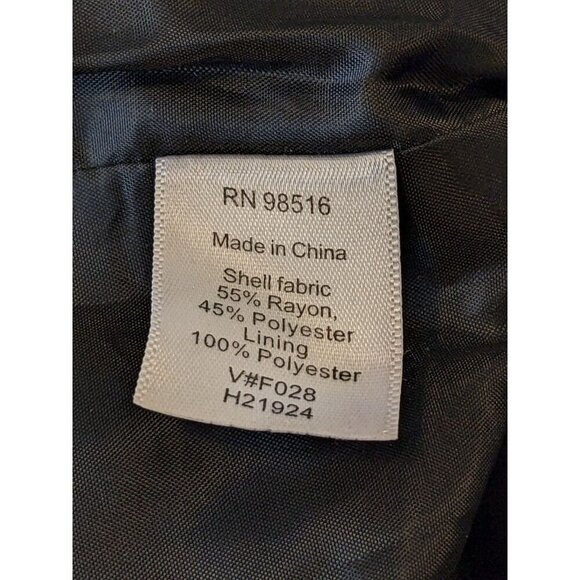 RN 98516
Made in China
Shell fabric
55% Rayon,
45% Polyester
Lining
100% Polyester
V#F028
H21924